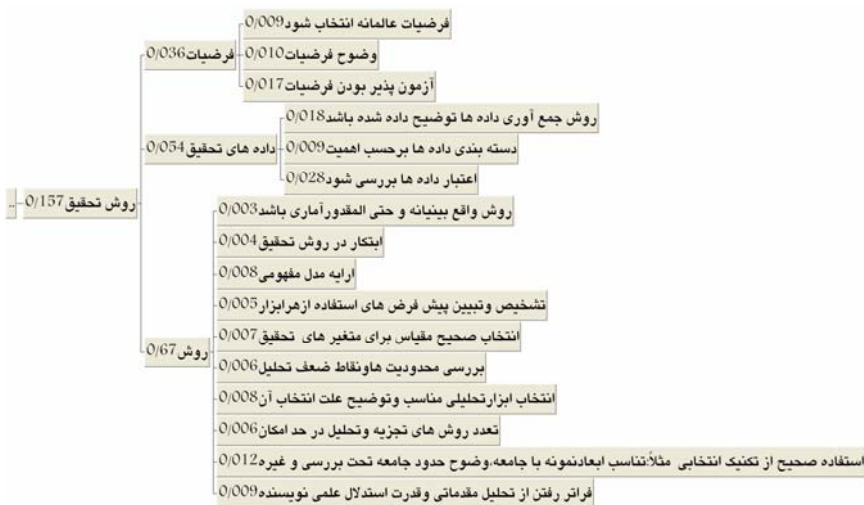 فرضیات عالمانه انتخاب شود0/009
فرضیات0/036
وضوح فرضیات0/010
آزمون پذیر بودن فرضیات0/017
روش جمع آوری داده ها توضیح داده شده باشد0/018
داده های تحقیق0/054
دسته بندی داده ها برحسب اهمیت0/009
اعتبار داده ها بررسی شود0/028
..
روش تحقیق0/157
روش واقع بینیانه و حتی المقدورآماری باشد0/003
ابتکار در روش تحقیق0/004
ارایه مدل مفهومی0/008
تشخیص وتبیین پیش فرض های استفاده ازهرابزار0/005
روش0/67
انتخاب صحیح مقیاس برای متغیر های تحقیق0/007
بررسی محدودیت هاونقاط ضعف تحلیل0/006
انتخاب ابزارتحلیلی مناسب وتوضیح علت انتخاب آن0/008
تعدد روش های تجزیه وتحلیل در حد امکان0/006
استفاده صحیح از تکنیک انتخابی مثلاً:تناسب ابعادنمونه با جامعه،وضوح حدود جامعه تحت بررسی و غیره0/012
فراتر رفتن از تحلیل مقدماتی وقدرت استدلال علمی نویسنده0/009